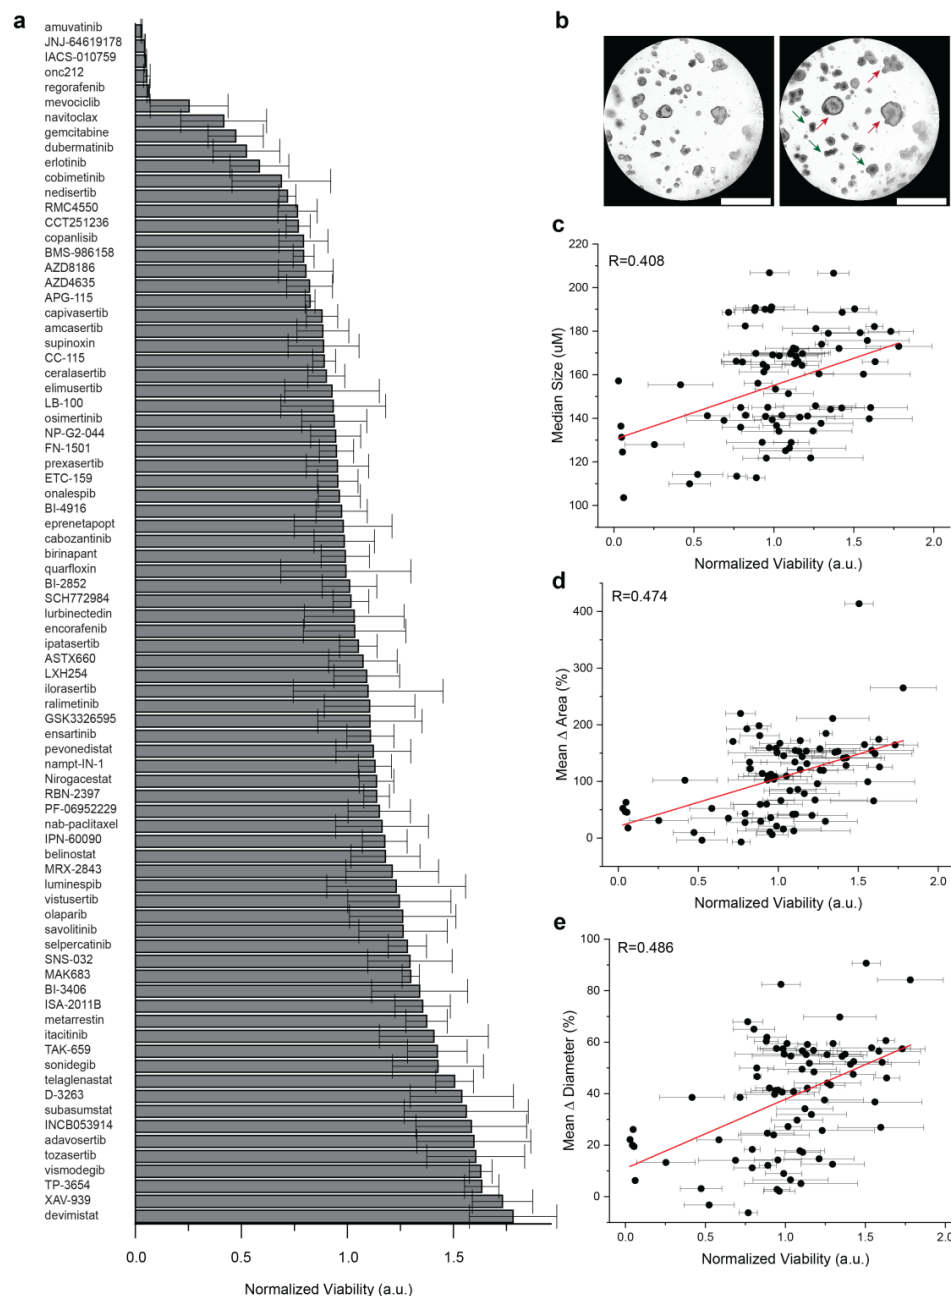 a
amuvatinib
JNJ-64619178
IACS-010759
onc212
regorafenib
mevociclib
navitoclax
gemcitabine
dubermatinib
erlotinib
cobimetinib
nedisertib
RMC4550
CCT251236
copanlisib
BMS-986158
AZD8186
AZD4635
APG-115
capivasertib
amcasertib
supinoxin
CC-115
ceralasertib
elimusertib
LB-100
osimertinib
NP-G2-044
FN-1501
prexasertib
ETC-159
onalespib
BI-4916
eprenetapopt
cabozantinib
birinapant
quarfloxin
BI-2852
SCH772984
lurbinectedin
encorafenib
ipatasertib
ASTX660
LXH254
ilorasertib
ralimetinib
GSK3326595
ensartinib
pevonedistat
nampt-IN-1
Nirogacestat
RBN-2397
PF-06952229
nab-paclitaxel
IPN-60090
belinostat
MRX-2843
luminespib
vistusertib
olaparib
savolitinib
selpercatinib
SNS-032
MAK683
BI-3406
ISA-2011B
metarrestin
itacitinib
TAK-659
sonidegib
telaglenastat
D-3263
subasumstat
INCB053914
adavosertib
tozasertib
vismodegib
TP-3654
XAV-939
devimistat
0.0 0.5 1.0 1.5
Normalized Viability (a.u.)
b
c
R=0.408
Median Size (uM)
220
200
180
160
140
120
100
0.0 0.5 1.0 1.5 2.0
Normalized Viability (a.u.)
d
R=0.474
Mean Δ Area (%)
400
300
200
100
0
0.0 0.5 1.0 1.5 2.0
Normalized Viability (a.u.)
e
R=0.486
Mean Δ Diameter (%)
100
80
60
40
20
0
0.0 0.5 1.0 1.5 2.0
Normalized Viability (a.u.)